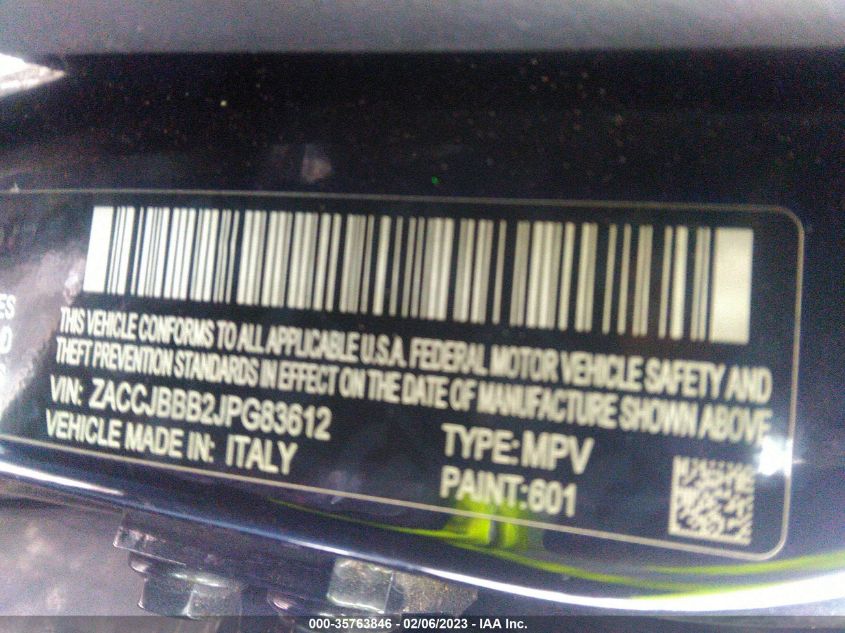 ES
THIS VEHICLE CONFORMS TO ALL APPLICABLE U.S.A. FEDERAL MOTOR VEHICLE SAFETY AND
THEFT PREVENTION STANDARDS IN EFFECT ON THE DATE OF MANUFACTURE SHOWN ABOVE
VIN: ZACCJBBB2JPG83612
VEHICLE MADE IN: ITALY
TYPE: MPV
PAINT:601
000-35763846 - 02/06/2023 - IAA Inc.